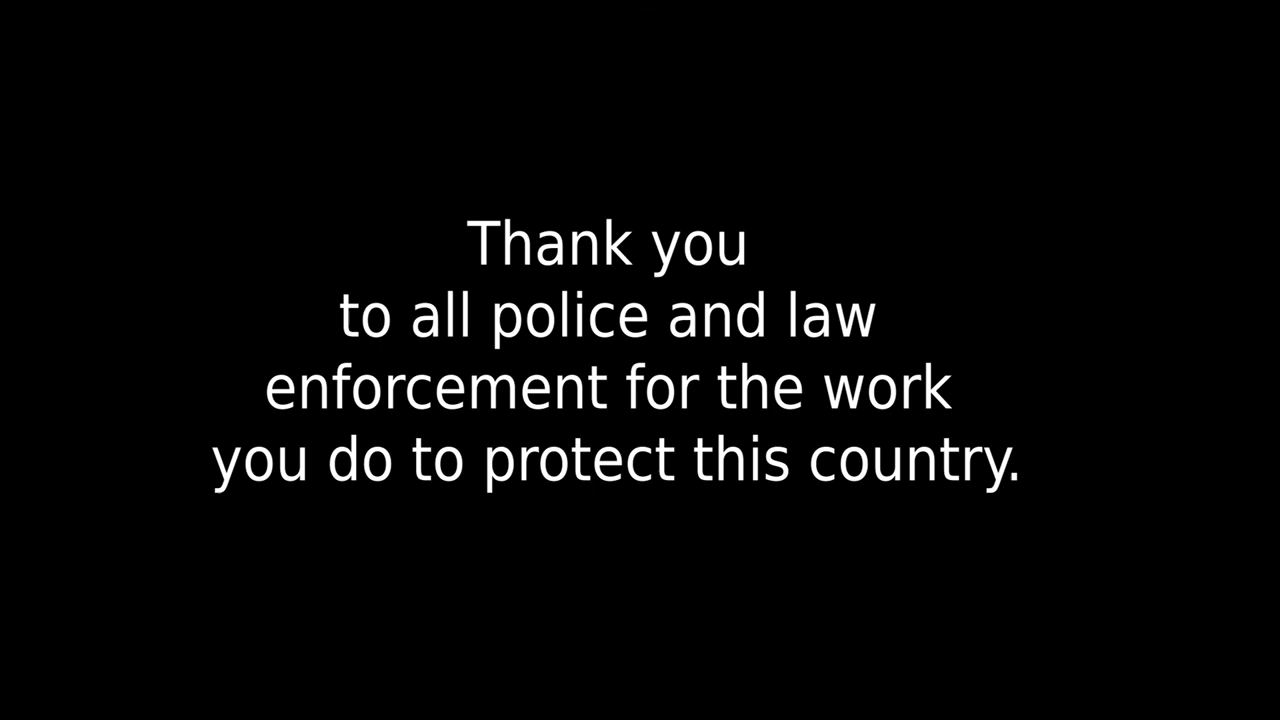 Thank you
to all police and law
enforcement for the work
you do to protect this country.